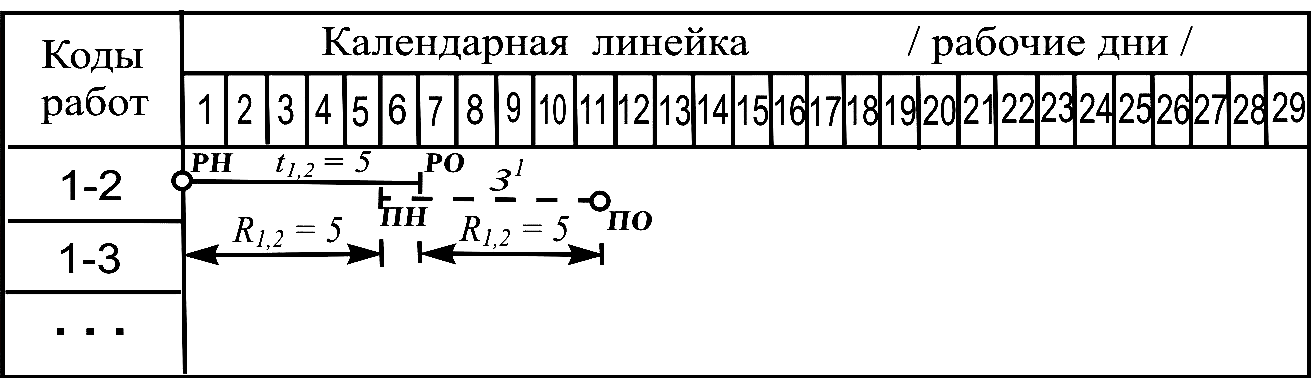 Коды работ
Календарная линейка / рабочие дни /
1 2 3 4 5 6 7 8 9 10 11 12 13 14 15 16 17 18 19 20 21 22 23 24 25 26 27 28 29
1-2
РН t1,2 = 5 РО
З1
ПН
ПО
R1,2 = 5 R1,2 = 5
1-3
. . .